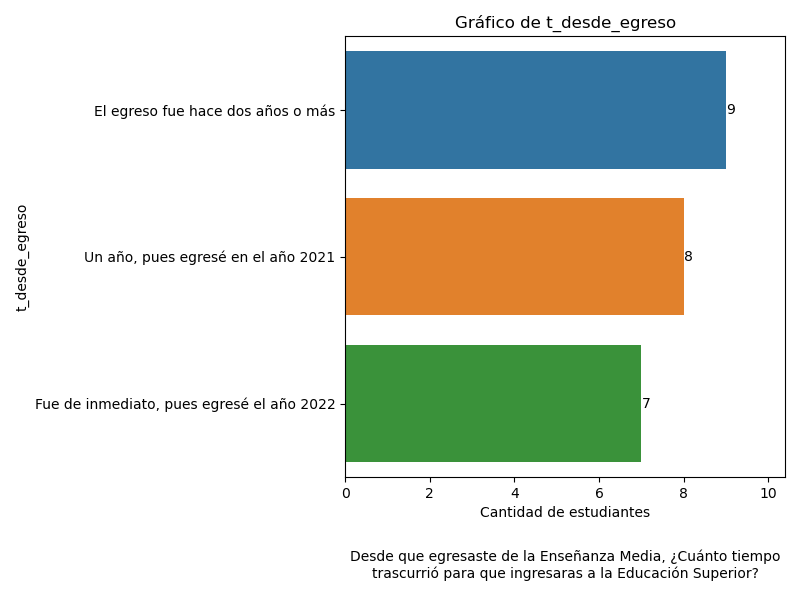 Gráfico de t_desde_egreso
El egreso fue hace dos años o más
9
Un año, pues egresé en el año 2021
8
Fue de inmediato, pues egresé el año 2022
7
t_desde_egreso
0 2 4 6 8 10
Cantidad de estudiantes
Desde que egresaste de la Enseñanza Media, ¿Cuánto tiempo
trascurrió para que ingresaras a la Educación Superior?